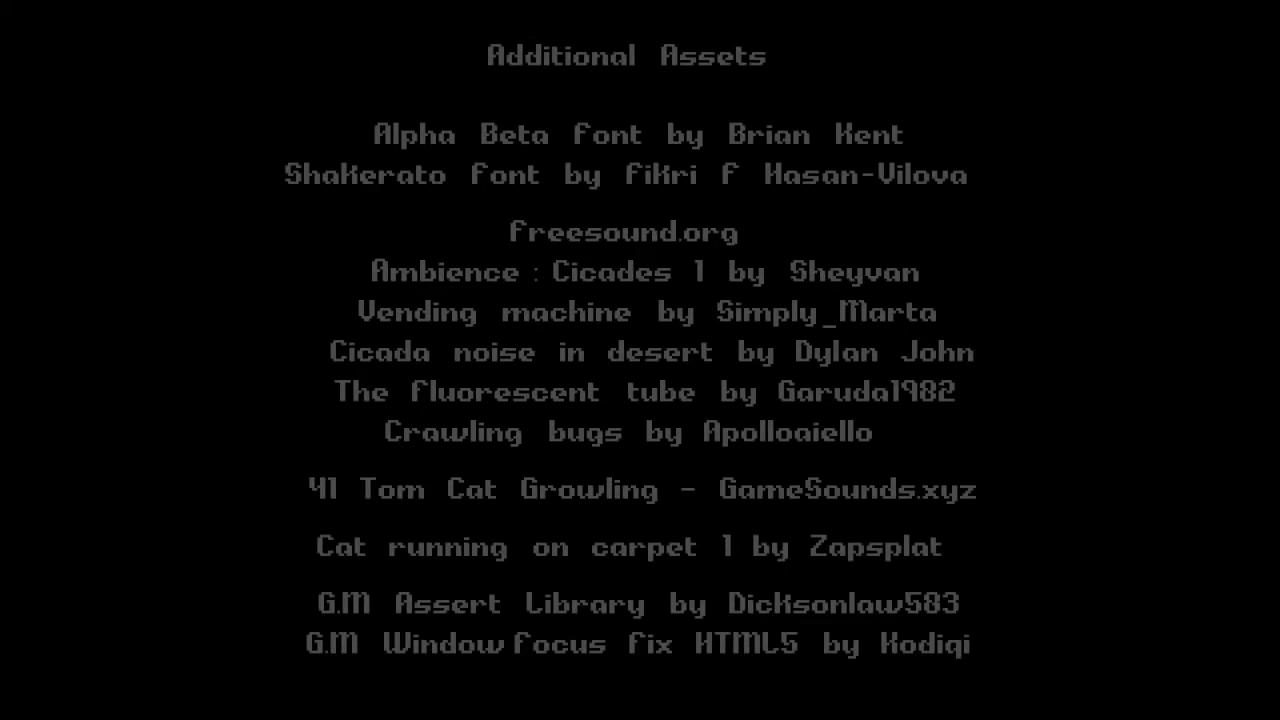 Additional Assets
Alpha Beta font by Brian Kent
Shakerato font by Fikri F Hasan-Vilova
freesound.org
Ambience : Cicades 1 by Sheyvan
Vending machine by Simply_Marta
Cicada noise in desert by Dylan John
The fluorescent tube by Garuda1982
Crawling bugs by Apolloaiello
41 Tom Cat Growling - GameSounds.xyz
Cat running on carpet 1 by Zapsplat
G.M Assert Library by Dicksonlaw583
G.M Window focus fix HTML5 by Kodiqi